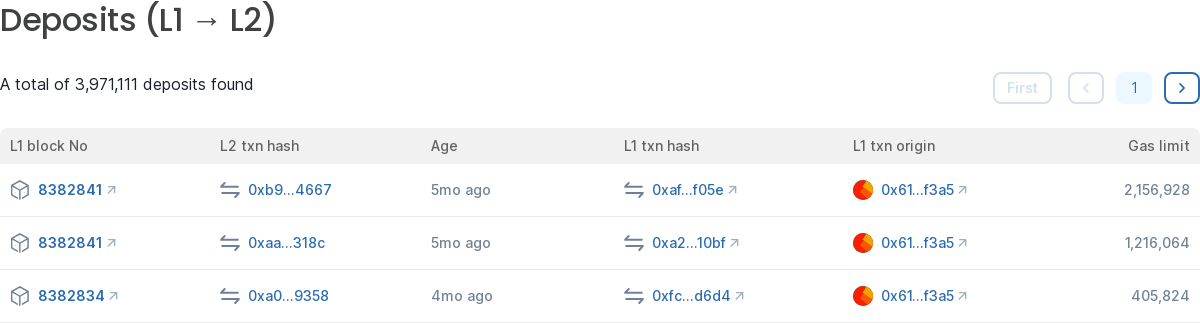 Deposits (L1 → L2)
A total of 3,971,111 deposits found
First 1
L1 block No L2 txn hash Age L1 txn hash L1 txn origin Gas limit
8382841 0xb9...4667 5mo ago 0xaf...f05e 0x61...f3a5 2,156,928
8382841 0xaa...318c 5mo ago 0xa2...10bf 0x61...f3a5 1,216,064
8382834 0xa0...9358 4mo ago 0xfc...d6d4 0x61...f3a5 405,824